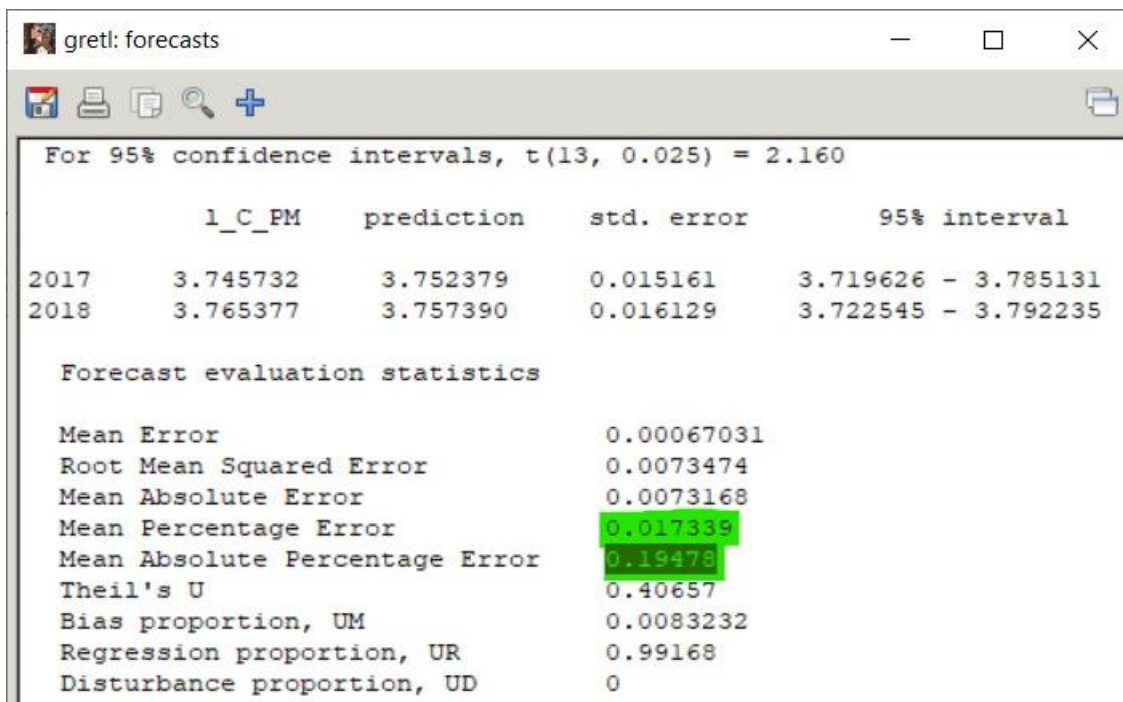 gretl: forecasts
For 95% confidence intervals, t(13, 0.025) = 2.160
l_C_PM prediction std. error 95% interval
2017 3.745732 3.752379 0.015161 3.719626 - 3.785131
2018 3.765377 3.757390 0.016129 3.722545 - 3.792235
Forecast evaluation statistics
Mean Error 0.00067031
Root Mean Squared Error 0.0073474
Mean Absolute Error 0.0073168
Mean Percentage Error 0.017339
Mean Absolute Percentage Error 0.19478
Theil's U 0.40657
Bias proportion, UM 0.0083232
Regression proportion, UR 0.99168
Disturbance proportion, UD 0